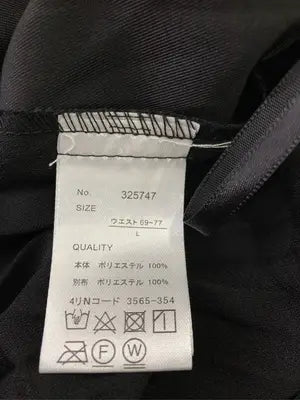 No. 325747
SIZE
ウエスト 69-77
L
QUALITY
本体 ポリエステル 100%
別布 ポリエステル 100%
4リNコード 3565-354
F W